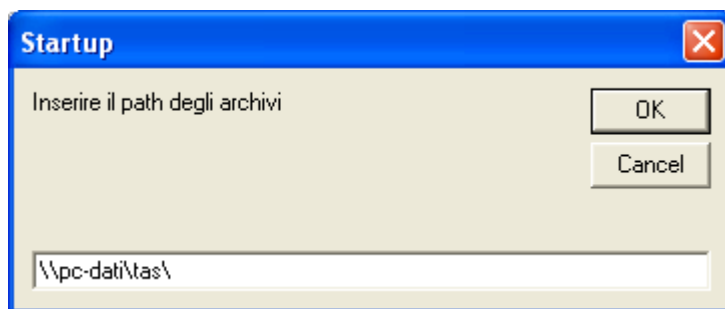 Startup
Inserire il path degli archivi
OK
Cancel
\\pc-dati\tas\